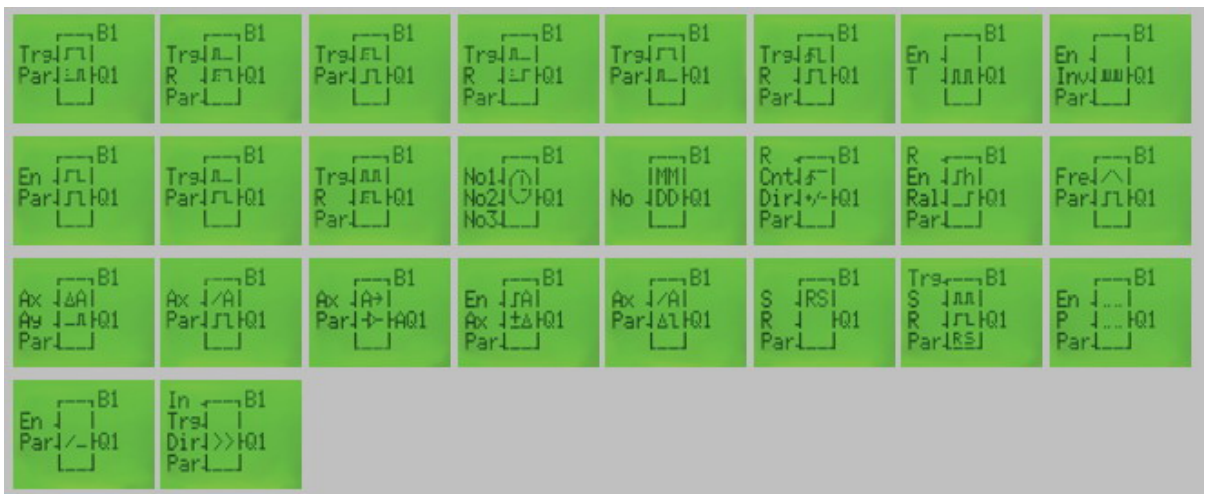 B1
Trg
Par Q1
B1
Trg
R Q1
Par
B1
Trg
Par Q1
B1
Trg
R Q1
Par
B1
Trg
Par Q1
B1
Trg
R Q1
Par
B1
En
T Q1
B1
En
Inv Q1
Par
B1
En
Par Q1
B1
Trg
Par Q1
B1
Trg
R Q1
Par
B1
No1
No2 Q1
No3
B1
MM
No DD Q1
R B1
Cnt
Dir +/- Q1
Par
R B1
En h
Ral Q1
Par
B1
Fre
Par Q1
B1
Ax ΔA
Ay Q1
Par
B1
Ax /A
Par Q1
B1
Ax A→
Par AQ1
B1
En A
Ax ±Δ Q1
Par
B1
Ax /A
Par Δ Q1
B1
S RS
R Q1
Par
Trg B1
S
R Q1
Par RS
B1
En ...
P ... Q1
Par
B1
En
Par Q1
In B1
Trg
Dir >> Q1
Par